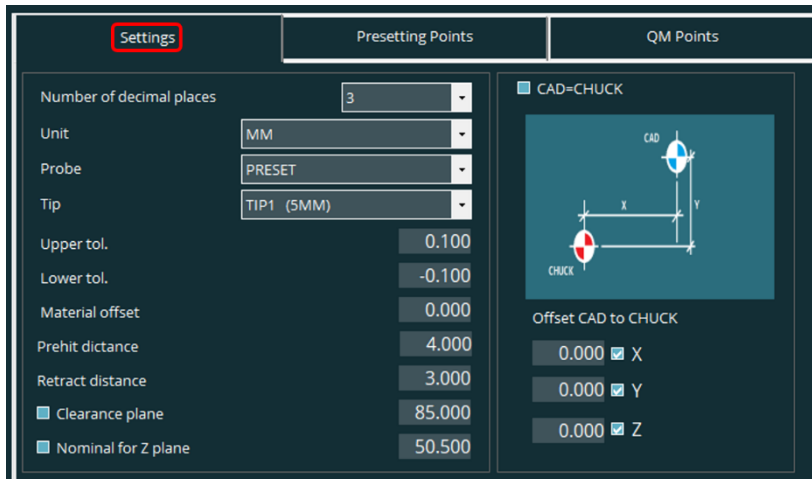 Settings
Presetting Points
QM Points
Number of decimal places 3
Unit MM
Probe PRESET
Tip TIP1 (5MM)
Upper tol. 0.100
Lower tol. -0.100
Material offset 0.000
Prehit dictance 4.000
Retract distance 3.000
Clearance plane 85.000
Nominal for Z plane 50.500
CAD=CHUCK
CAD
X
Y
CHUCK
Offset CAD to CHUCK
0.000 X
0.000 Y
0.000 Z